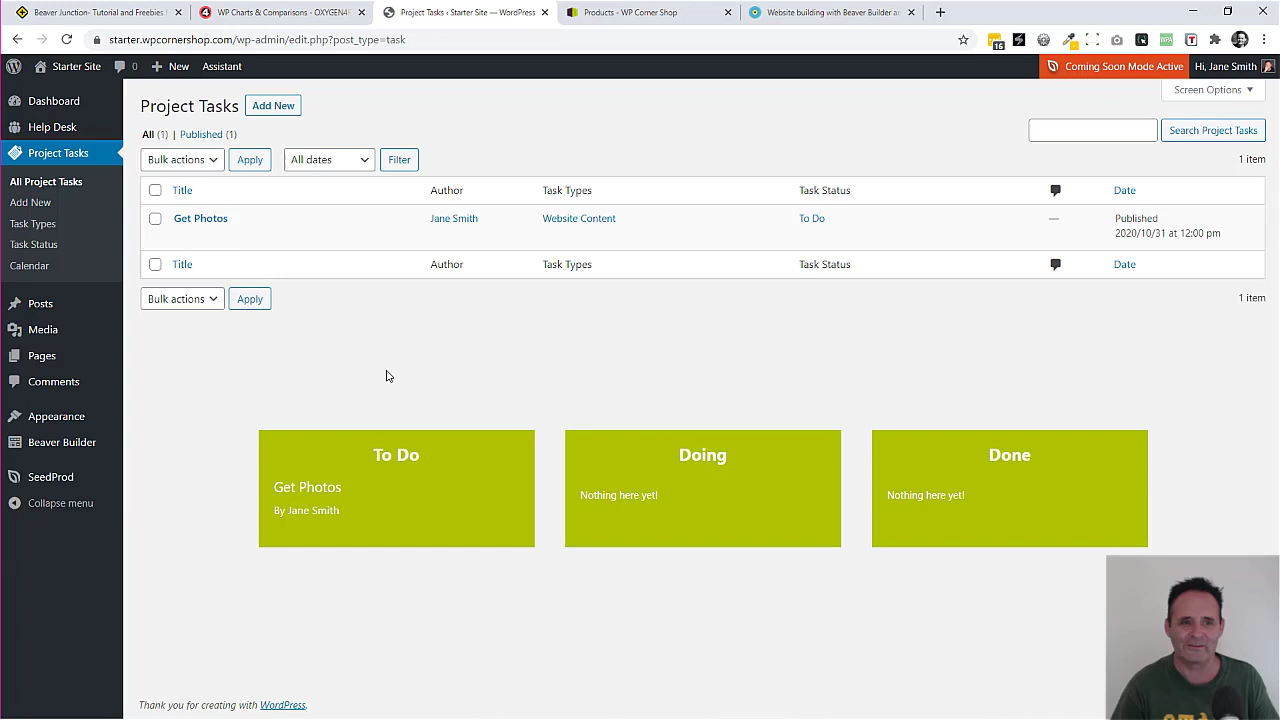 Beaver Junction- Tutorial and Freebies f
WP Charts & Comparisons - OXYGEN4F
Project Tasks ‹ Starter Site — WordPress
Products - WP Corner Shop
Website building with Beaver Builder an
starter.wpcornershop.com/wp-admin/edit.php?post_type=task
16
WPA
T
Starter Site
0
New
Assistant
Coming Soon Mode Active
Hi, Jane Smith
Dashboard
Help Desk
Project Tasks
All Project Tasks
Add New
Task Types
Task Status
Calendar
Posts
Media
Pages
Comments
Appearance
Beaver Builder
SeedProd
Collapse menu
Screen Options
Project Tasks
Add New
All (1) | Published (1)
Search Project Tasks
Bulk actions
Apply
All dates
Filter
1 item
Title Author Task Types Task Status Date
Get Photos Jane Smith Website Content To Do — Published
2020/10/31 at 12:00 pm
Title Author Task Types Task Status Date
Bulk actions
Apply
1 item
To Do
Get Photos
By Jane Smith
Doing
Nothing here yet!
Done
Nothing here yet!
Thank you for creating with WordPress.